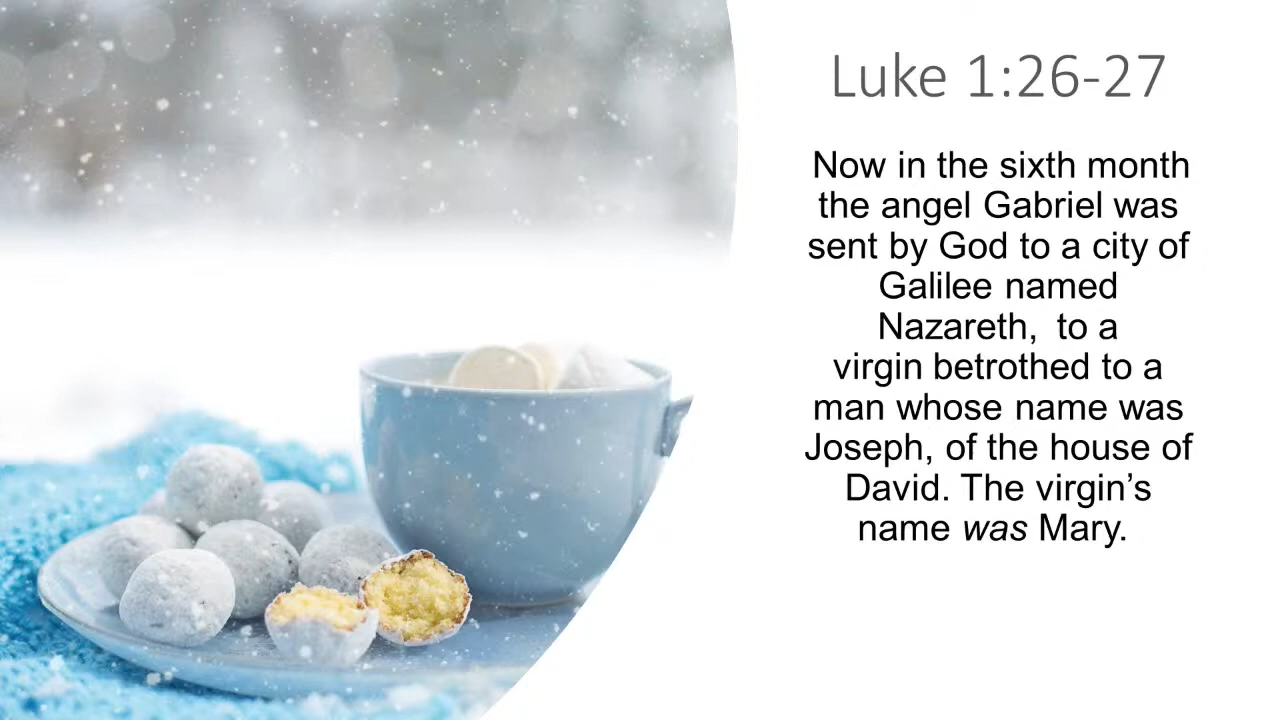 Luke 1:26-27
Now in the sixth month
the angel Gabriel was
sent by God to a city of
Galilee named
Nazareth,  to a
virgin betrothed to a
man whose name was
Joseph, of the house of
David. The virgin’s
name was Mary.